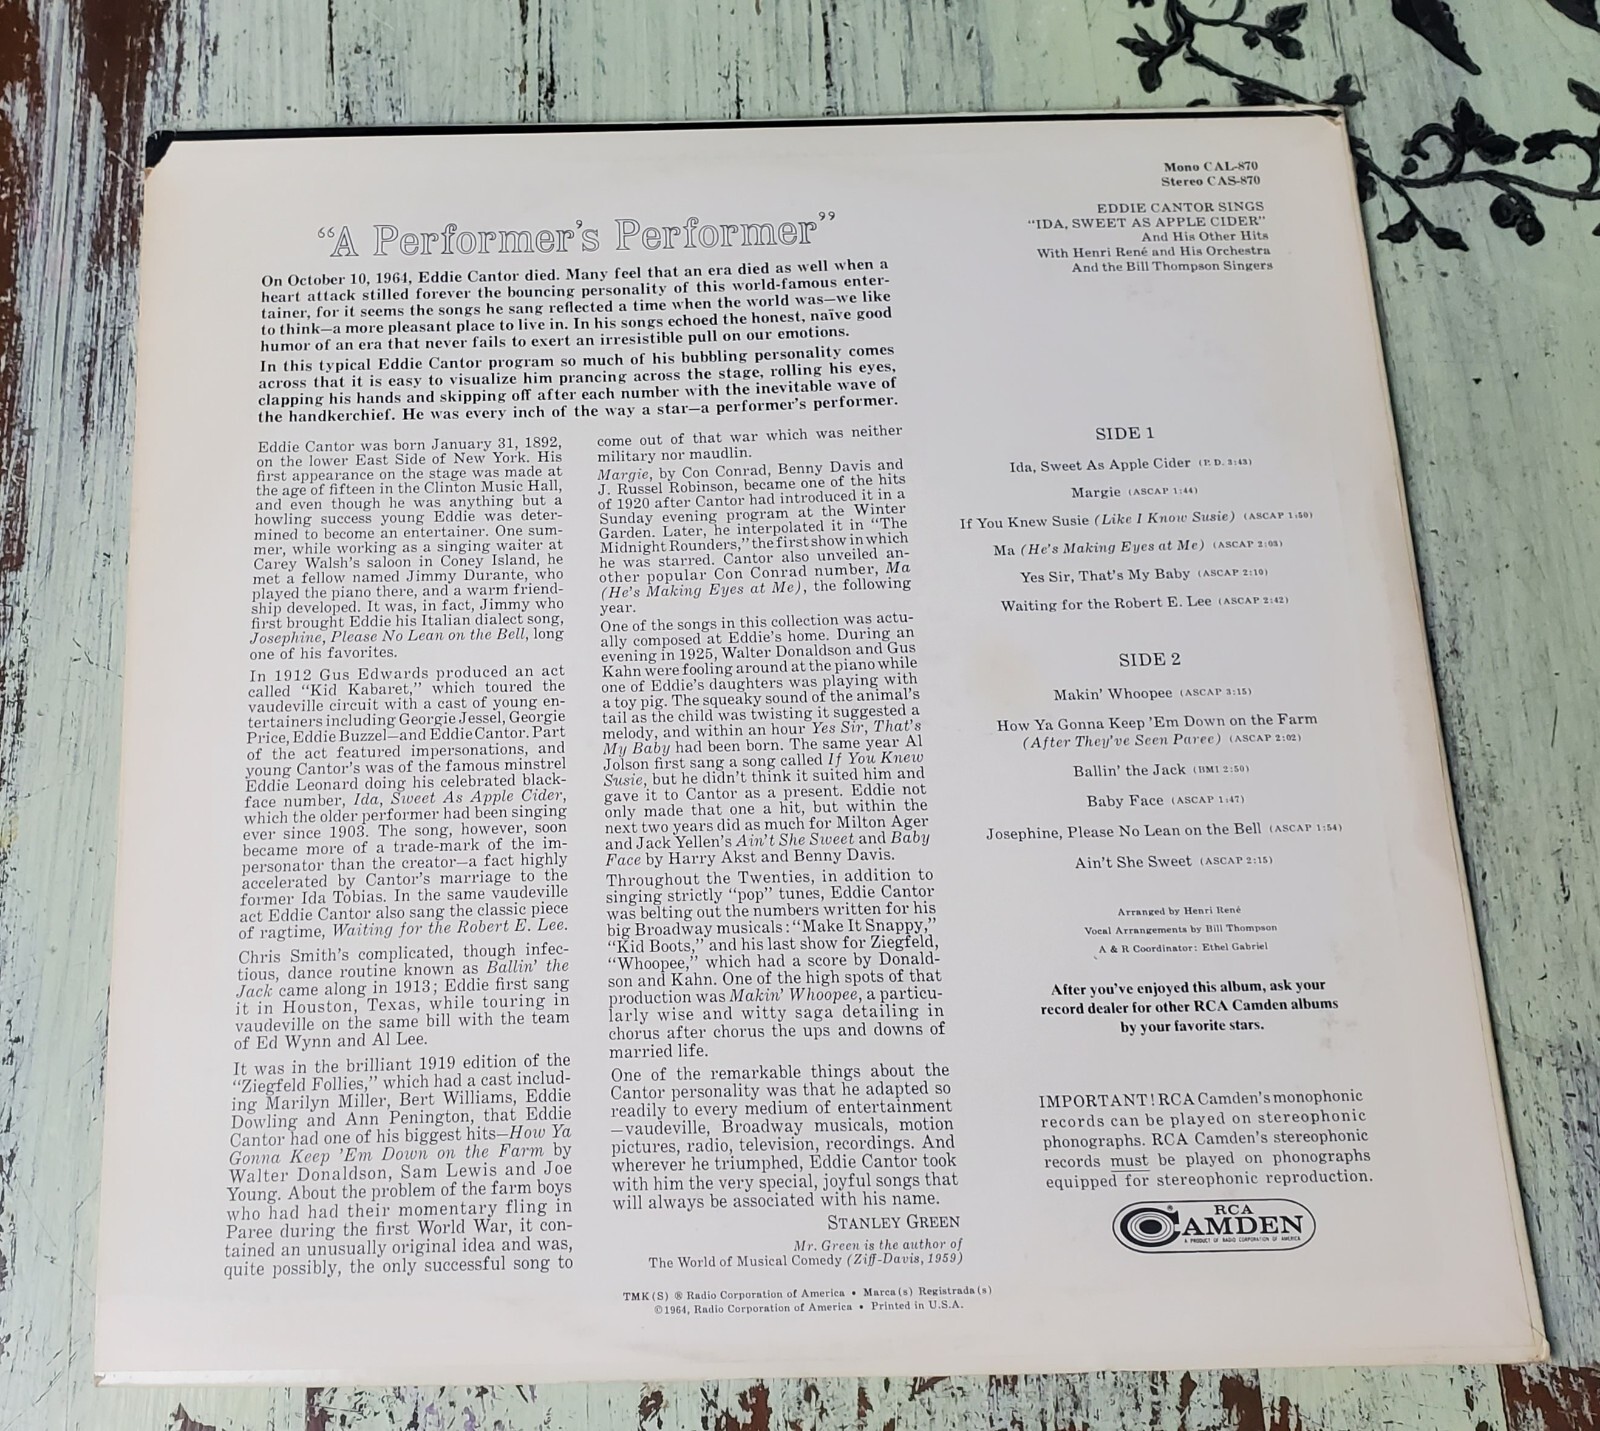 Mono CAL-870
Stereo CAS-870
EDDIE CANTOR SINGS
"IDA, SWEET AS APPLE CIDER"
And His Other Hits
With Henri René and His Orchestra
And the Bill Thompson Singers
"A Performer's Performer"
On October 10, 1964, Eddie Cantor died. Many feel that an era died as well when a
heart attack stilled forever the bouncing personality of this world-famous enter-
tainer, for it seems the songs he sang reflected a time when the world was—we like
to think—a more pleasant place to live in. In his songs echoed the honest, naïve good
humor of an era that never fails to exert an irresistible pull on our emotions.
In this typical Eddie Cantor program so much of his bubbling personality comes
across that it is easy to visualize him prancing across the stage, rolling his eyes,
clapping his hands and skipping off after each number with the inevitable wave of
the handkerchief. He was every inch of the way a star—a performer's performer.
Eddie Cantor was born January 31, 1892,
on the lower East Side of New York. His
first appearance on the stage was made at
the age of fifteen in the Clinton Music Hall,
and even though he was anything but a
howling success young Eddie was deter-
mined to become an entertainer. One sum-
mer, while working as a singing waiter at
Carey Walsh's saloon in Coney Island, he
met a fellow named Jimmy Durante, who
played the piano there, and a warm friend-
ship developed. It was, in fact, Jimmy who
first brought Eddie his Italian dialect song,
Josephine, Please No Lean on the Bell, long
one of his favorites.
In 1912 Gus Edwards produced an act
called "Kid Kabaret," which toured the
vaudeville circuit with a cast of young en-
tertainers including Georgie Jessel, Georgie
Price, Eddie Buzzel—and Eddie Cantor. Part
of the act featured impersonations, and
young Cantor's was of the famous minstrel
Eddie Leonard doing his celebrated black-
face number, Ida, Sweet As Apple Cider,
which the older performer had been singing
ever since 1903. The song, however, soon
became more of a trade-mark of the im-
personator than the creator—a fact highly
accelerated by Cantor's marriage to the
former Ida Tobias. In the same vaudeville
act Eddie Cantor also sang the classic piece
of ragtime, Waiting for the Robert E. Lee.
Chris Smith's complicated, though infec-
tious, dance routine known as Ballin' the
Jack came along in 1913; Eddie first sang
it in Houston, Texas, while touring in
vaudeville on the same bill with the team
of Ed Wynn and Al Lee.
It was in the brilliant 1919 edition of the
"Ziegfeld Follies," which had a cast includ-
ing Marilyn Miller, Bert Williams, Eddie
Dowling and Ann Penington, that Eddie
Cantor had one of his biggest hits—How Ya
Gonna Keep 'Em Down on the Farm by
Walter Donaldson, Sam Lewis and Joe
Young. About the problem of the farm boys
who had had their momentary fling in
Paree during the first World War, it con-
tained an unusually original idea and was,
quite possibly, the only successful song to
come out of that war which was neither
military nor maudlin.
Margie, by Con Conrad, Benny Davis and
J. Russel Robinson, became one of the hits
of 1920 after Cantor had introduced it in a
Sunday evening program at the Winter
Garden. Later, he interpolated it in "The
Midnight Rounders," the first show in which
he was starred. Cantor also unveiled an-
other popular Con Conrad number, Ma
(He's Making Eyes at Me), the following
year.
One of the songs in this collection was actu-
ally composed at Eddie's home. During an
evening in 1925, Walter Donaldson and Gus
Kahn were fooling around at the piano while
one of Eddie's daughters was playing with
a toy pig. The squeaky sound of the animal's
tail as the child was twisting it suggested a
melody, and within an hour Yes Sir, That's
My Baby had been born. The same year Al
Jolson first sang a song called If You Knew
Susie, but he didn't think it suited him and
gave it to Cantor as a present. Eddie not
only made that one a hit, but within the
next two years did as much for Milton Ager
and Jack Yellen's Ain't She Sweet and Baby
Face by Harry Akst and Benny Davis.
Throughout the Twenties, in addition to
singing strictly "pop" tunes, Eddie Cantor
was belting out the numbers written for his
big Broadway musicals: "Make It Snappy,"
"Kid Boots," and his last show for Ziegfeld,
"Whoopee," which had a score by Donald-
son and Kahn. One of the high spots of that
production was Makin' Whoopee, a particu-
larly wise and witty saga detailing in
chorus after chorus the ups and downs of
married life.
One of the remarkable things about the
Cantor personality was that he adapted so
readily to every medium of entertainment
—vaudeville, Broadway musicals, motion
pictures, radio, television, recordings. And
wherever he triumphed, Eddie Cantor took
with him the very special, joyful songs that
will always be associated with his name.
STANLEY GREEN
Mr. Green is the author of
The World of Musical Comedy (Ziff-Davis, 1959)
SIDE 1
Ida, Sweet As Apple Cider (P. D. 3:43)
Margie (ASCAP 1:44)
If You Knew Susie (Like I Know Susie) (ASCAP 1:50)
Ma (He's Making Eyes at Me) (ASCAP 2:03)
Yes Sir, That's My Baby (ASCAP 2:10)
Waiting for the Robert E. Lee (ASCAP 2:42)
SIDE 2
Makin' Whoopee (ASCAP 3:15)
How Ya Gonna Keep 'Em Down on the Farm
(After They've Seen Paree) (ASCAP 2:02)
Ballin' the Jack (BMI 2:50)
Baby Face (ASCAP 1:47)
Josephine, Please No Lean on the Bell (ASCAP 1:54)
Ain't She Sweet (ASCAP 2:15)
Arranged by Henri René
Vocal Arrangements by Bill Thompson
A & R Coordinator: Ethel Gabriel
After you've enjoyed this album, ask your
record dealer for other RCA Camden albums
by your favorite stars.
IMPORTANT! RCA Camden's monophonic
records can be played on stereophonic
phonographs. RCA Camden's stereophonic
records must be played on phonographs
equipped for stereophonic reproduction.
RCA
CAMDEN
A PRODUCT OF RADIO CORPORATION OF AMERICA
TMK(S) ® Radio Corporation of America • Marca(s) Registrada(s)
©1964, Radio Corporation of America • Printed in U.S.A.